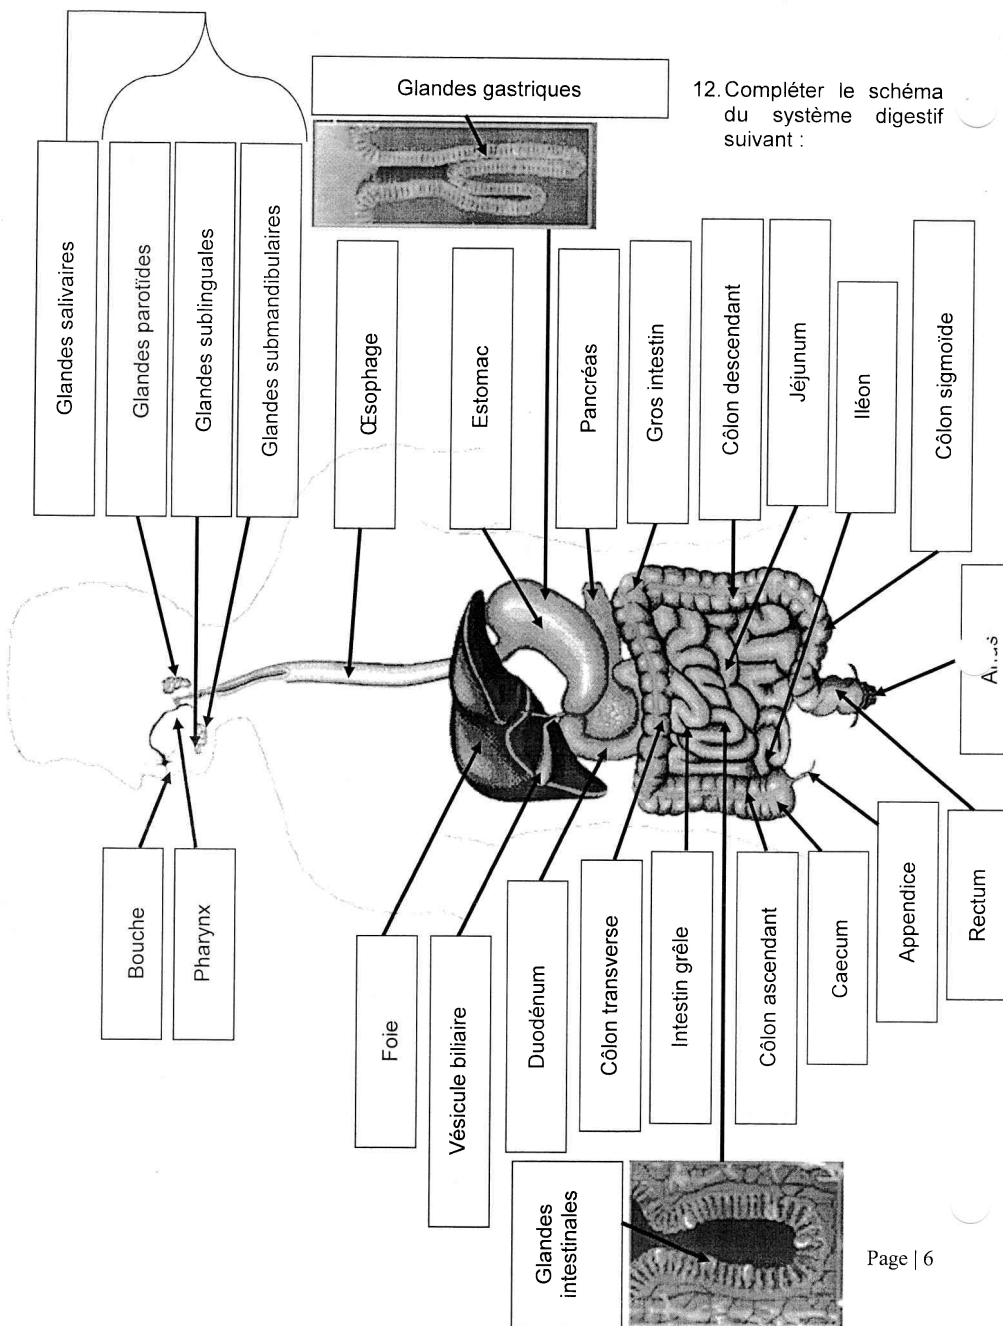 12. Compléter le schéma
du système digestif
suivant :
Glandes gastriques
Glandes salivaires
Glandes parotïdes
Glandes sublinguales
Glandes submandibulaires
Œsophage
Estomac
Pancréas
Gros intestin
Côlon descendant
Jéjunum
Iléon
Côlon sigmoïde
Bouche
Pharynx
Foie
Vésicule biliaire
Duodénum
Côlon transverse
Intestin grêle
Côlon ascendant
Caecum
Appendice
Rectum
Glandes
intestinales
Page | 6